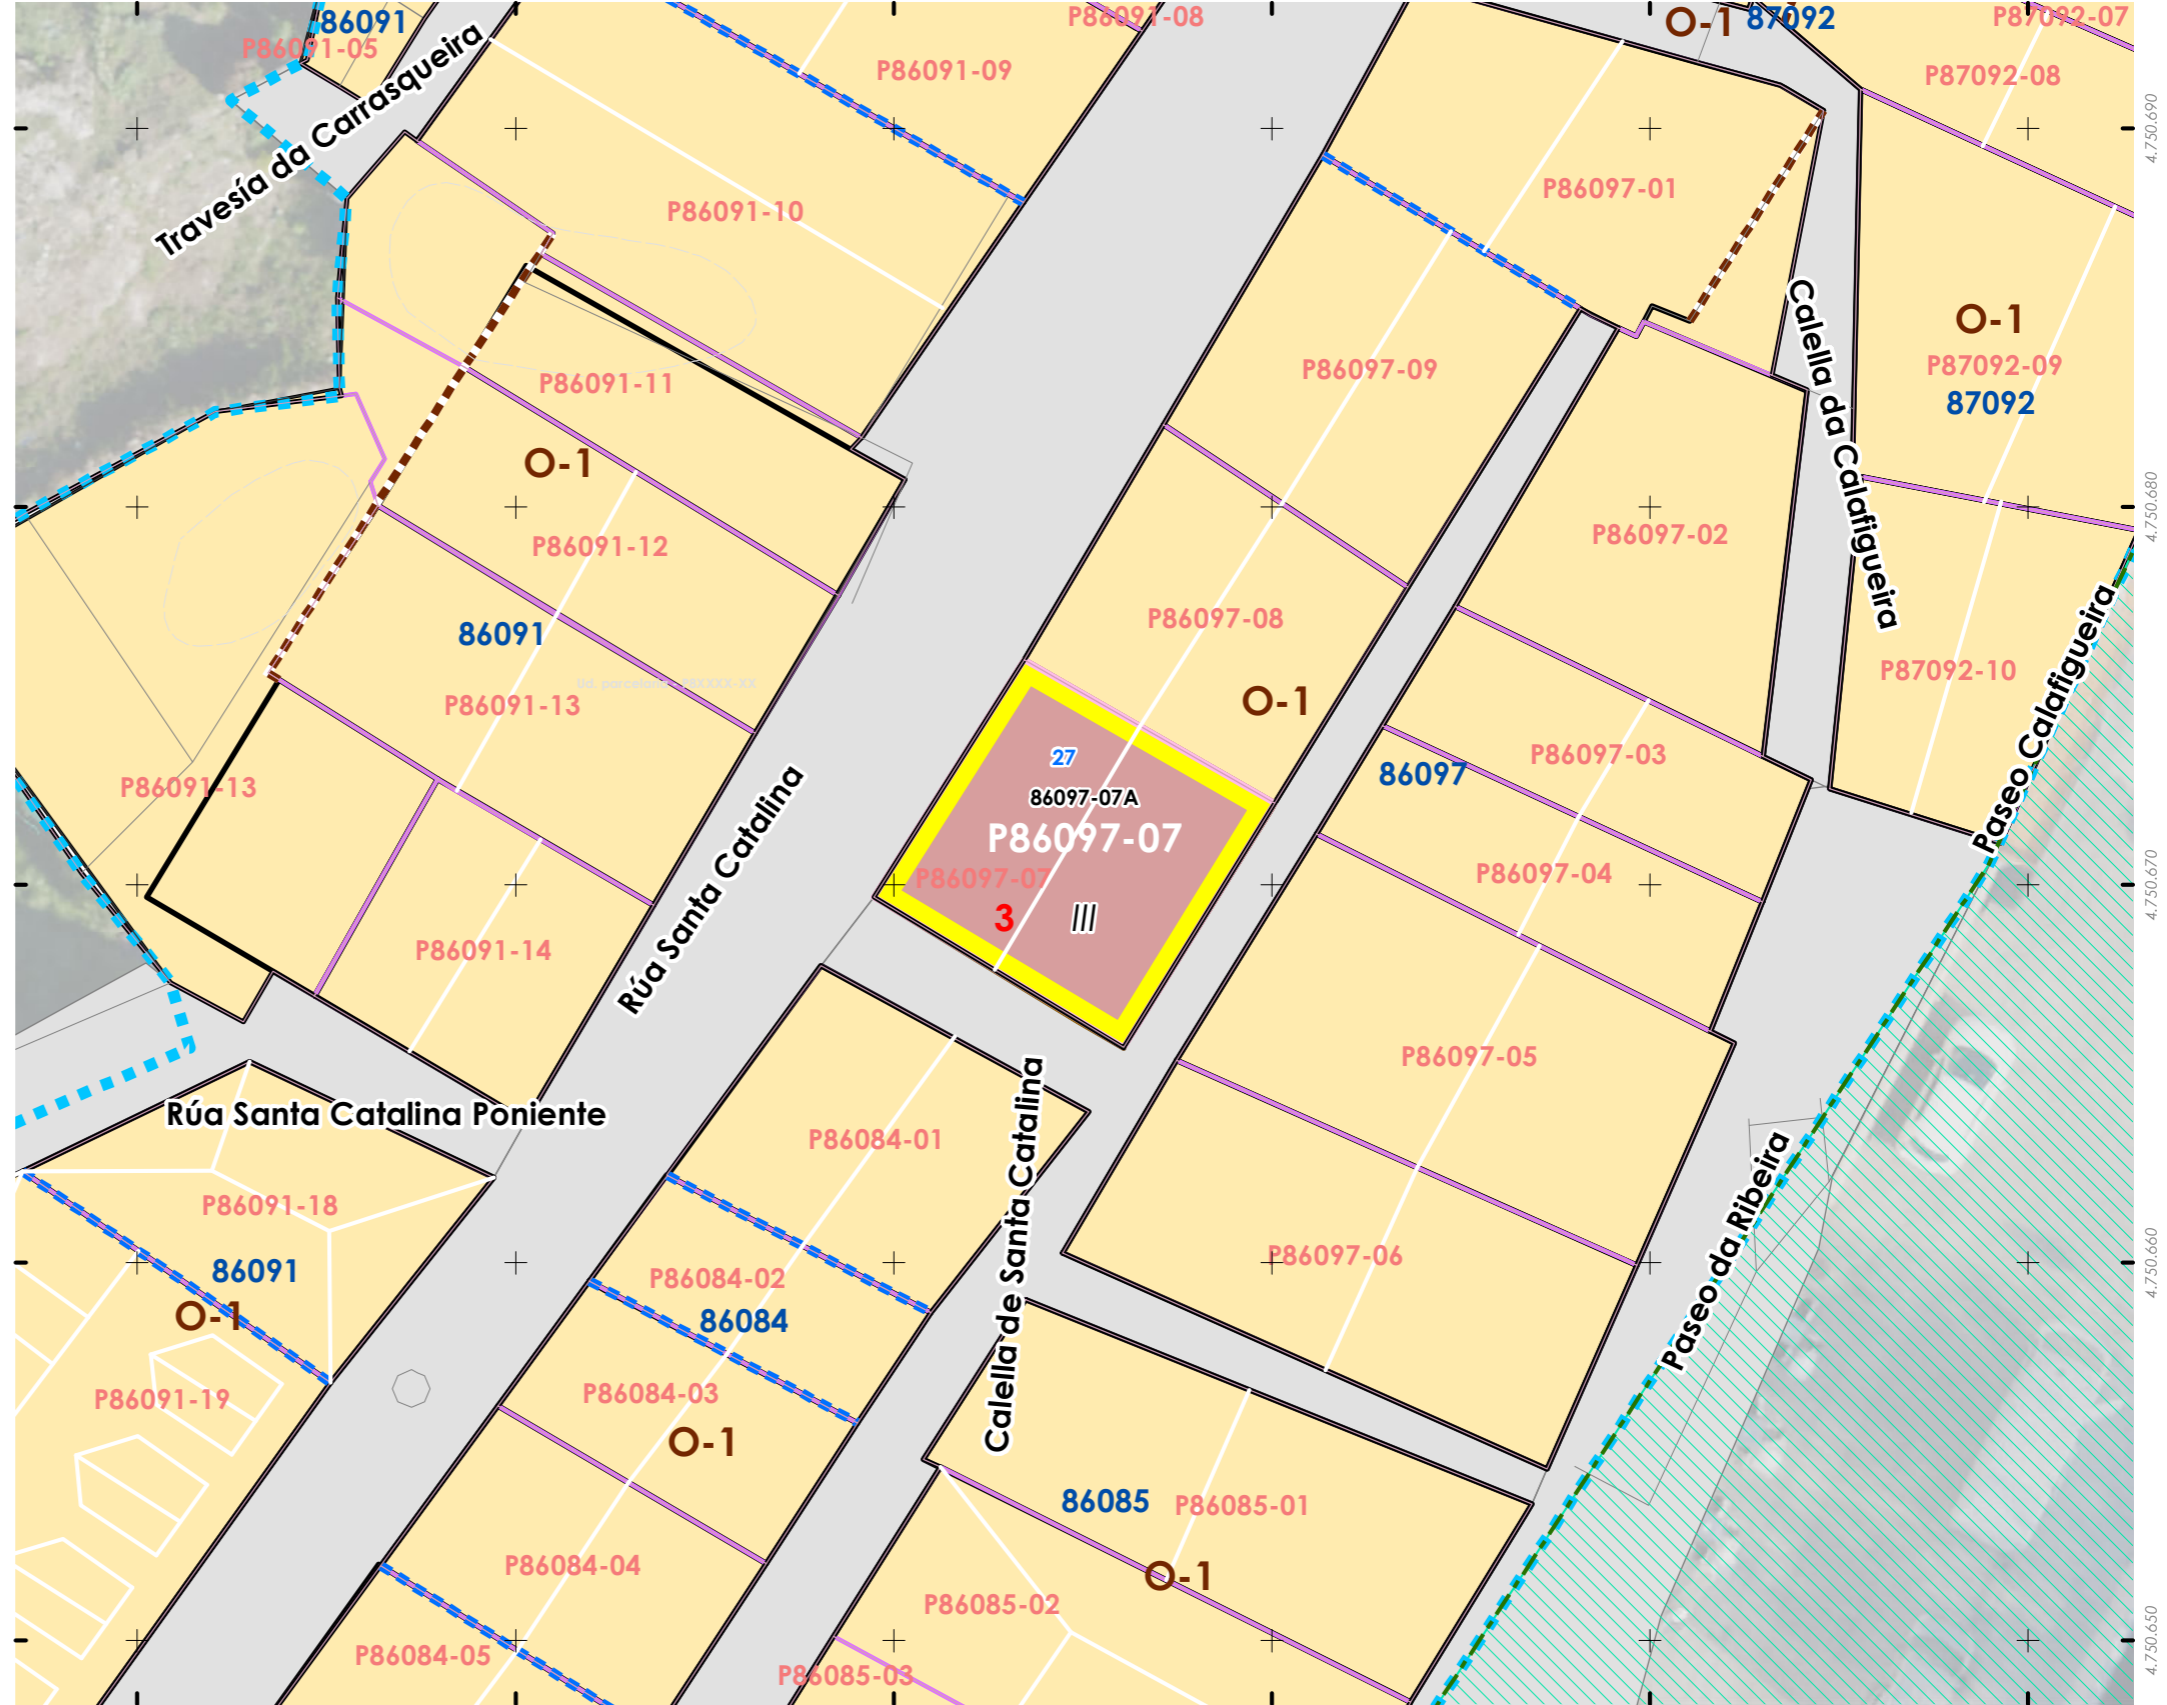 86091
P86091-05
P86091-08
O-1
87092
P87092-07
P86091-09
P87092-08
Travesía da Carrasqueira
4.750.690
P86091-10
P86097-01
O-1
P87092-09
87092
P86091-11
P86097-09
Calella da Calafigueira
O-1
P86091-12
P86097-02
4.750.680
86091
P86097-08
P87092-10
Paseo Calafigueira
Ud. parcelaria: P8XXXX-XX
P86091-13
O-1
P86091-13
27
86097-07A
P86097-07
P86097-07
3
III
86097
P86097-03
P86097-04
4.750.670
Rúa Santa Catalina
P86091-14
P86097-05
Rúa Santa Catalina Poniente
P86084-01
Calella de Santa Catalina
Paseo da Ribeira
P86091-18
86091
O-1
P86091-19
P86084-02
86084
P86097-06
4.750.660
P86084-03
O-1
86085
P86085-01
P86084-04
O-1
P86085-02
P86084-05
P86085-03
4.750.650